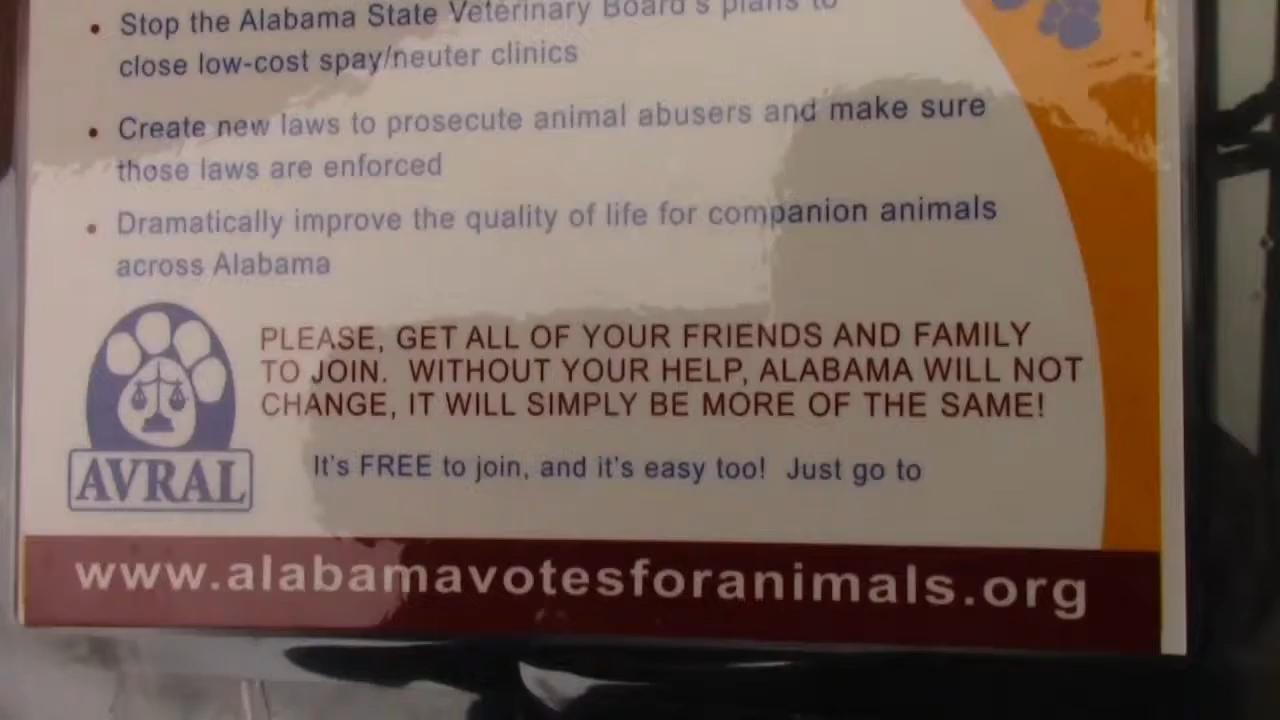 • Stop the Alabama State Veterinary Board's plans to
close low-cost spay/neuter clinics
• Create new laws to prosecute animal abusers and make sure
those laws are enforced
• Dramatically improve the quality of life for companion animals
across Alabama
PLEASE, GET ALL OF YOUR FRIENDS AND FAMILY
TO JOIN. WITHOUT YOUR HELP, ALABAMA WILL NOT
CHANGE, IT WILL SIMPLY BE MORE OF THE SAME!
AVRAL
It's FREE to join, and it's easy too! Just go to
www.alabamavotesforanimals.org